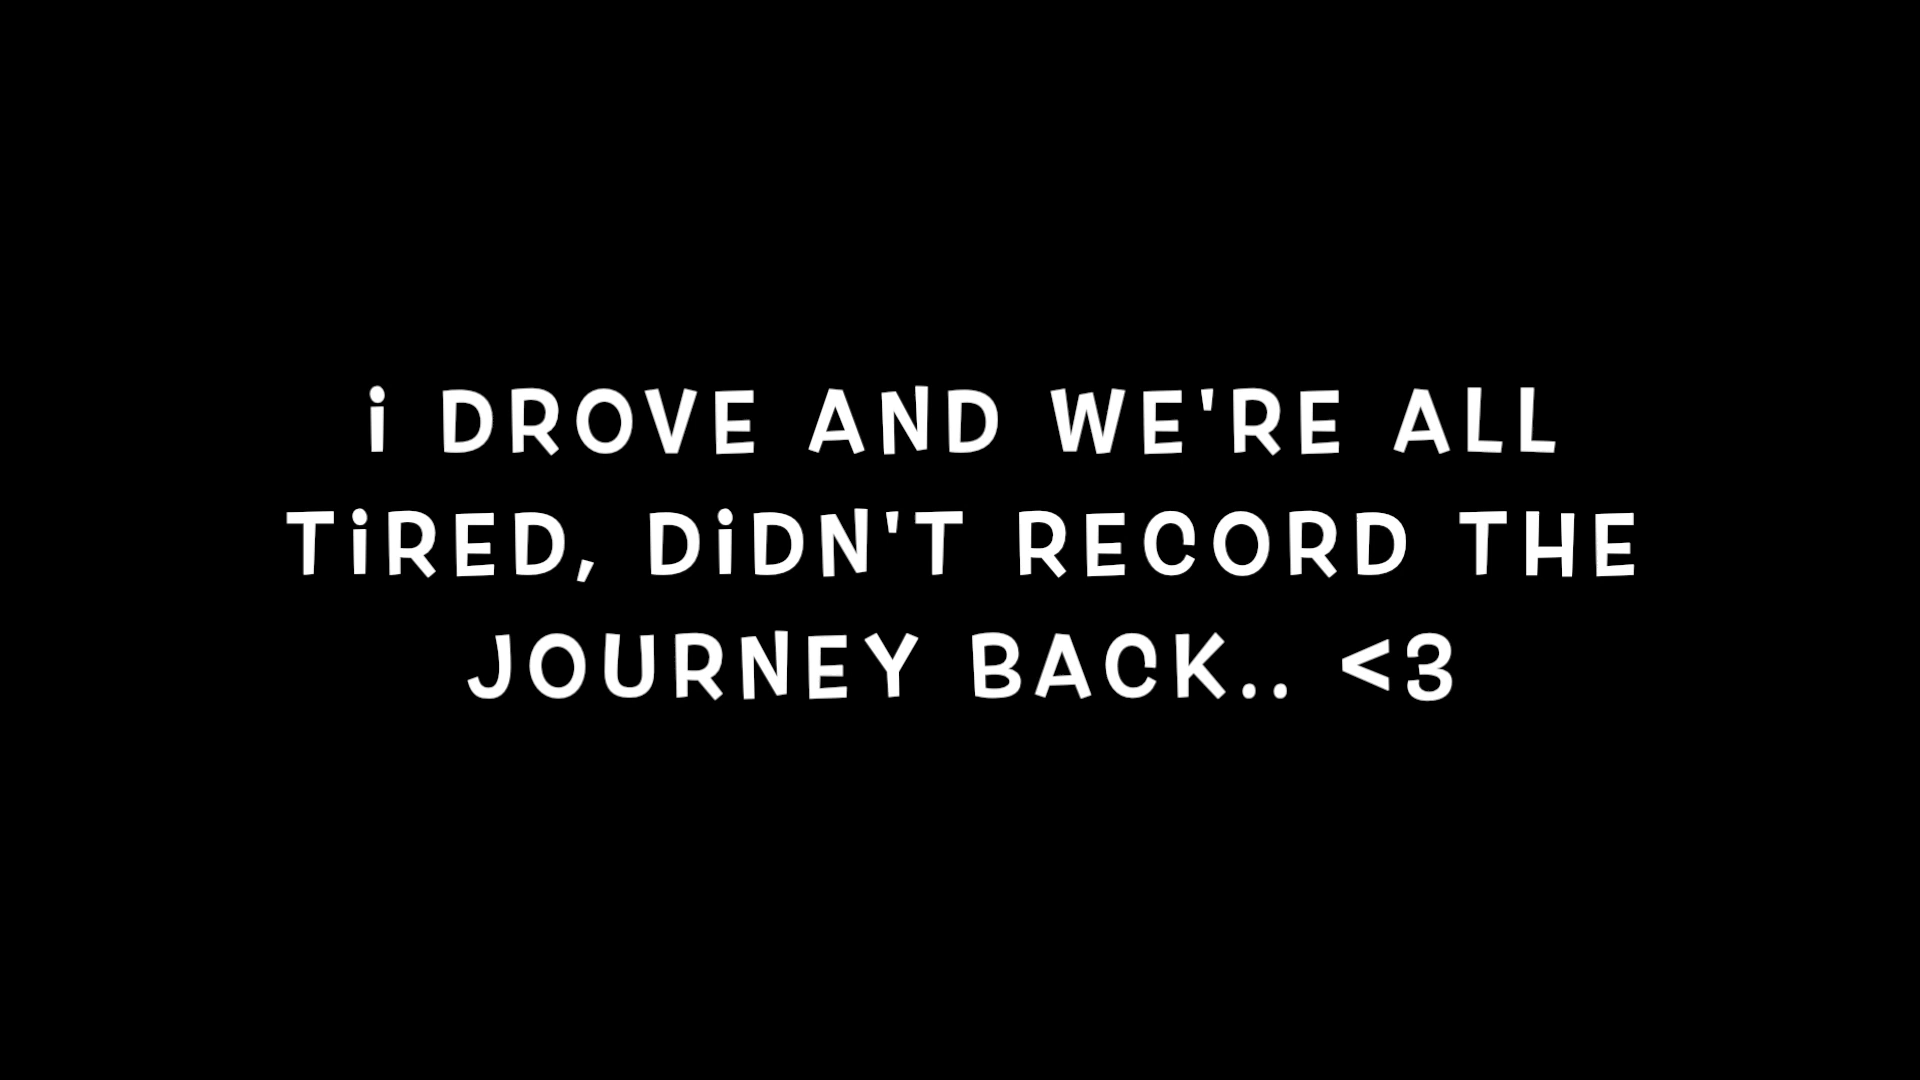 i DROVE AND WE'RE ALL
TiRED, DiDN'T RECORD THE
JOURNEY BACK.. <3